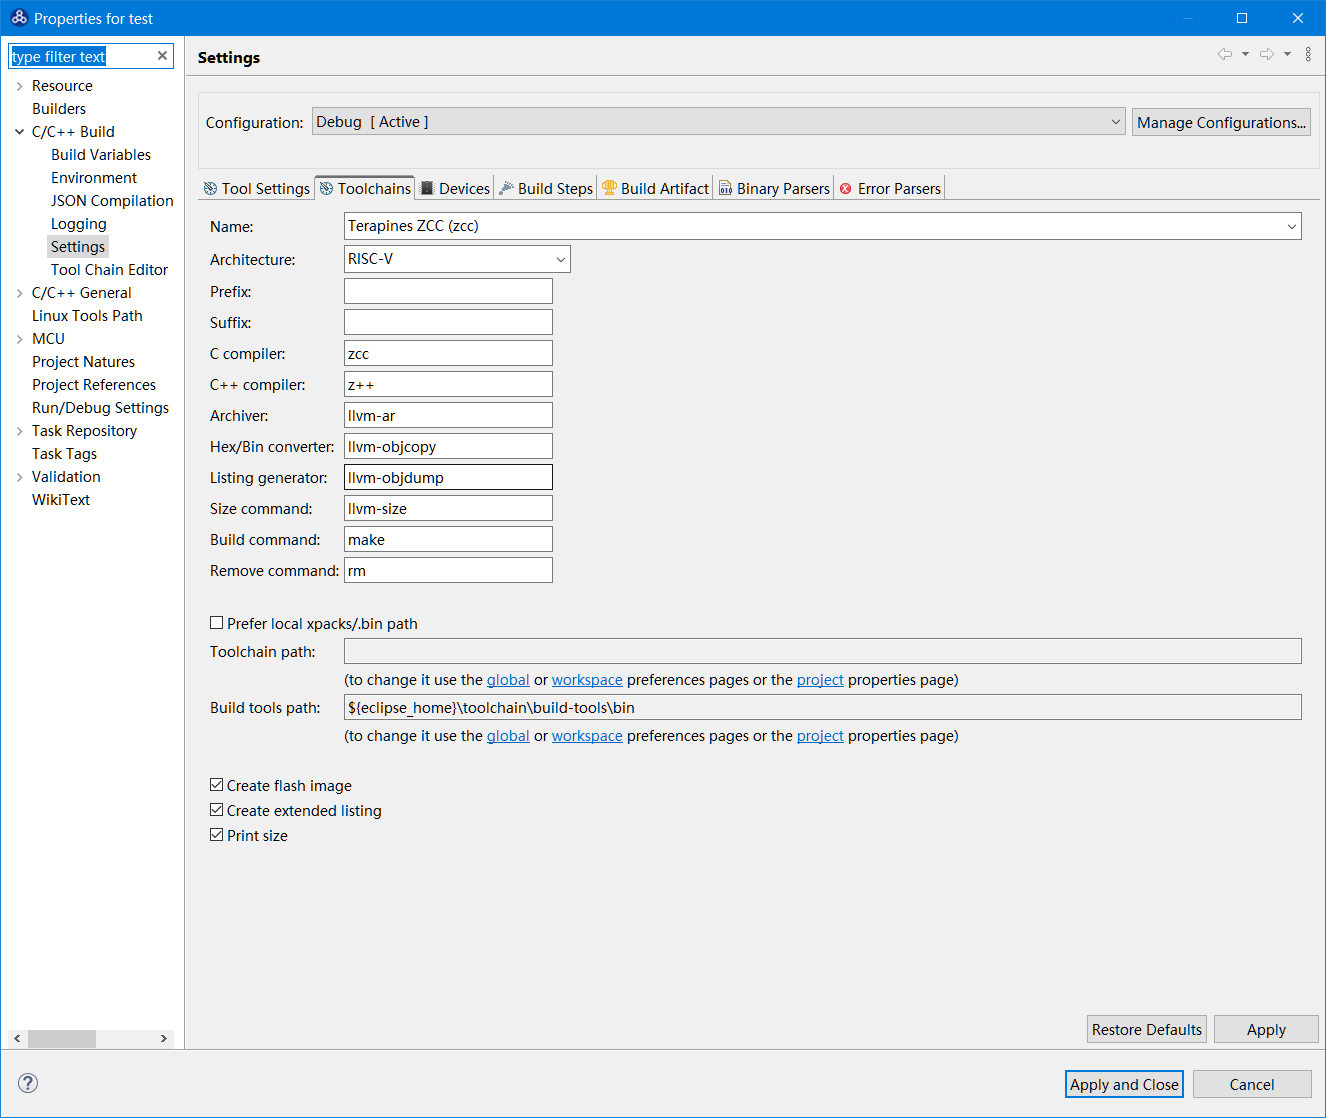 Properties for test
type filter text
Resource
Builders
C/C++ Build
Build Variables
Environment
JSON Compilation
Logging
Settings
Tool Chain Editor
C/C++ General
Linux Tools Path
MCU
Project Natures
Project References
Run/Debug Settings
Task Repository
Task Tags
Validation
WikiText
Settings
Configuration: Debug [ Active ] Manage Configurations...
Tool Settings Toolchains Devices Build Steps Build Artifact Binary Parsers Error Parsers
Name: Terapines ZCC (zcc)
Architecture: RISC-V
Prefix:
Suffix:
C compiler: zcc
C++ compiler: z++
Archiver: llvm-ar
Hex/Bin converter: llvm-objcopy
Listing generator: llvm-objdump
Size command: llvm-size
Build command: make
Remove command: rm
Prefer local xpacks/.bin path
Toolchain path:
(to change it use the global or workspace preferences pages or the project properties page)
Build tools path: ${eclipse_home}\toolchain\build-tools\bin
(to change it use the global or workspace preferences pages or the project properties page)
Create flash image
Create extended listing
Print size
Restore Defaults Apply
Apply and Close Cancel